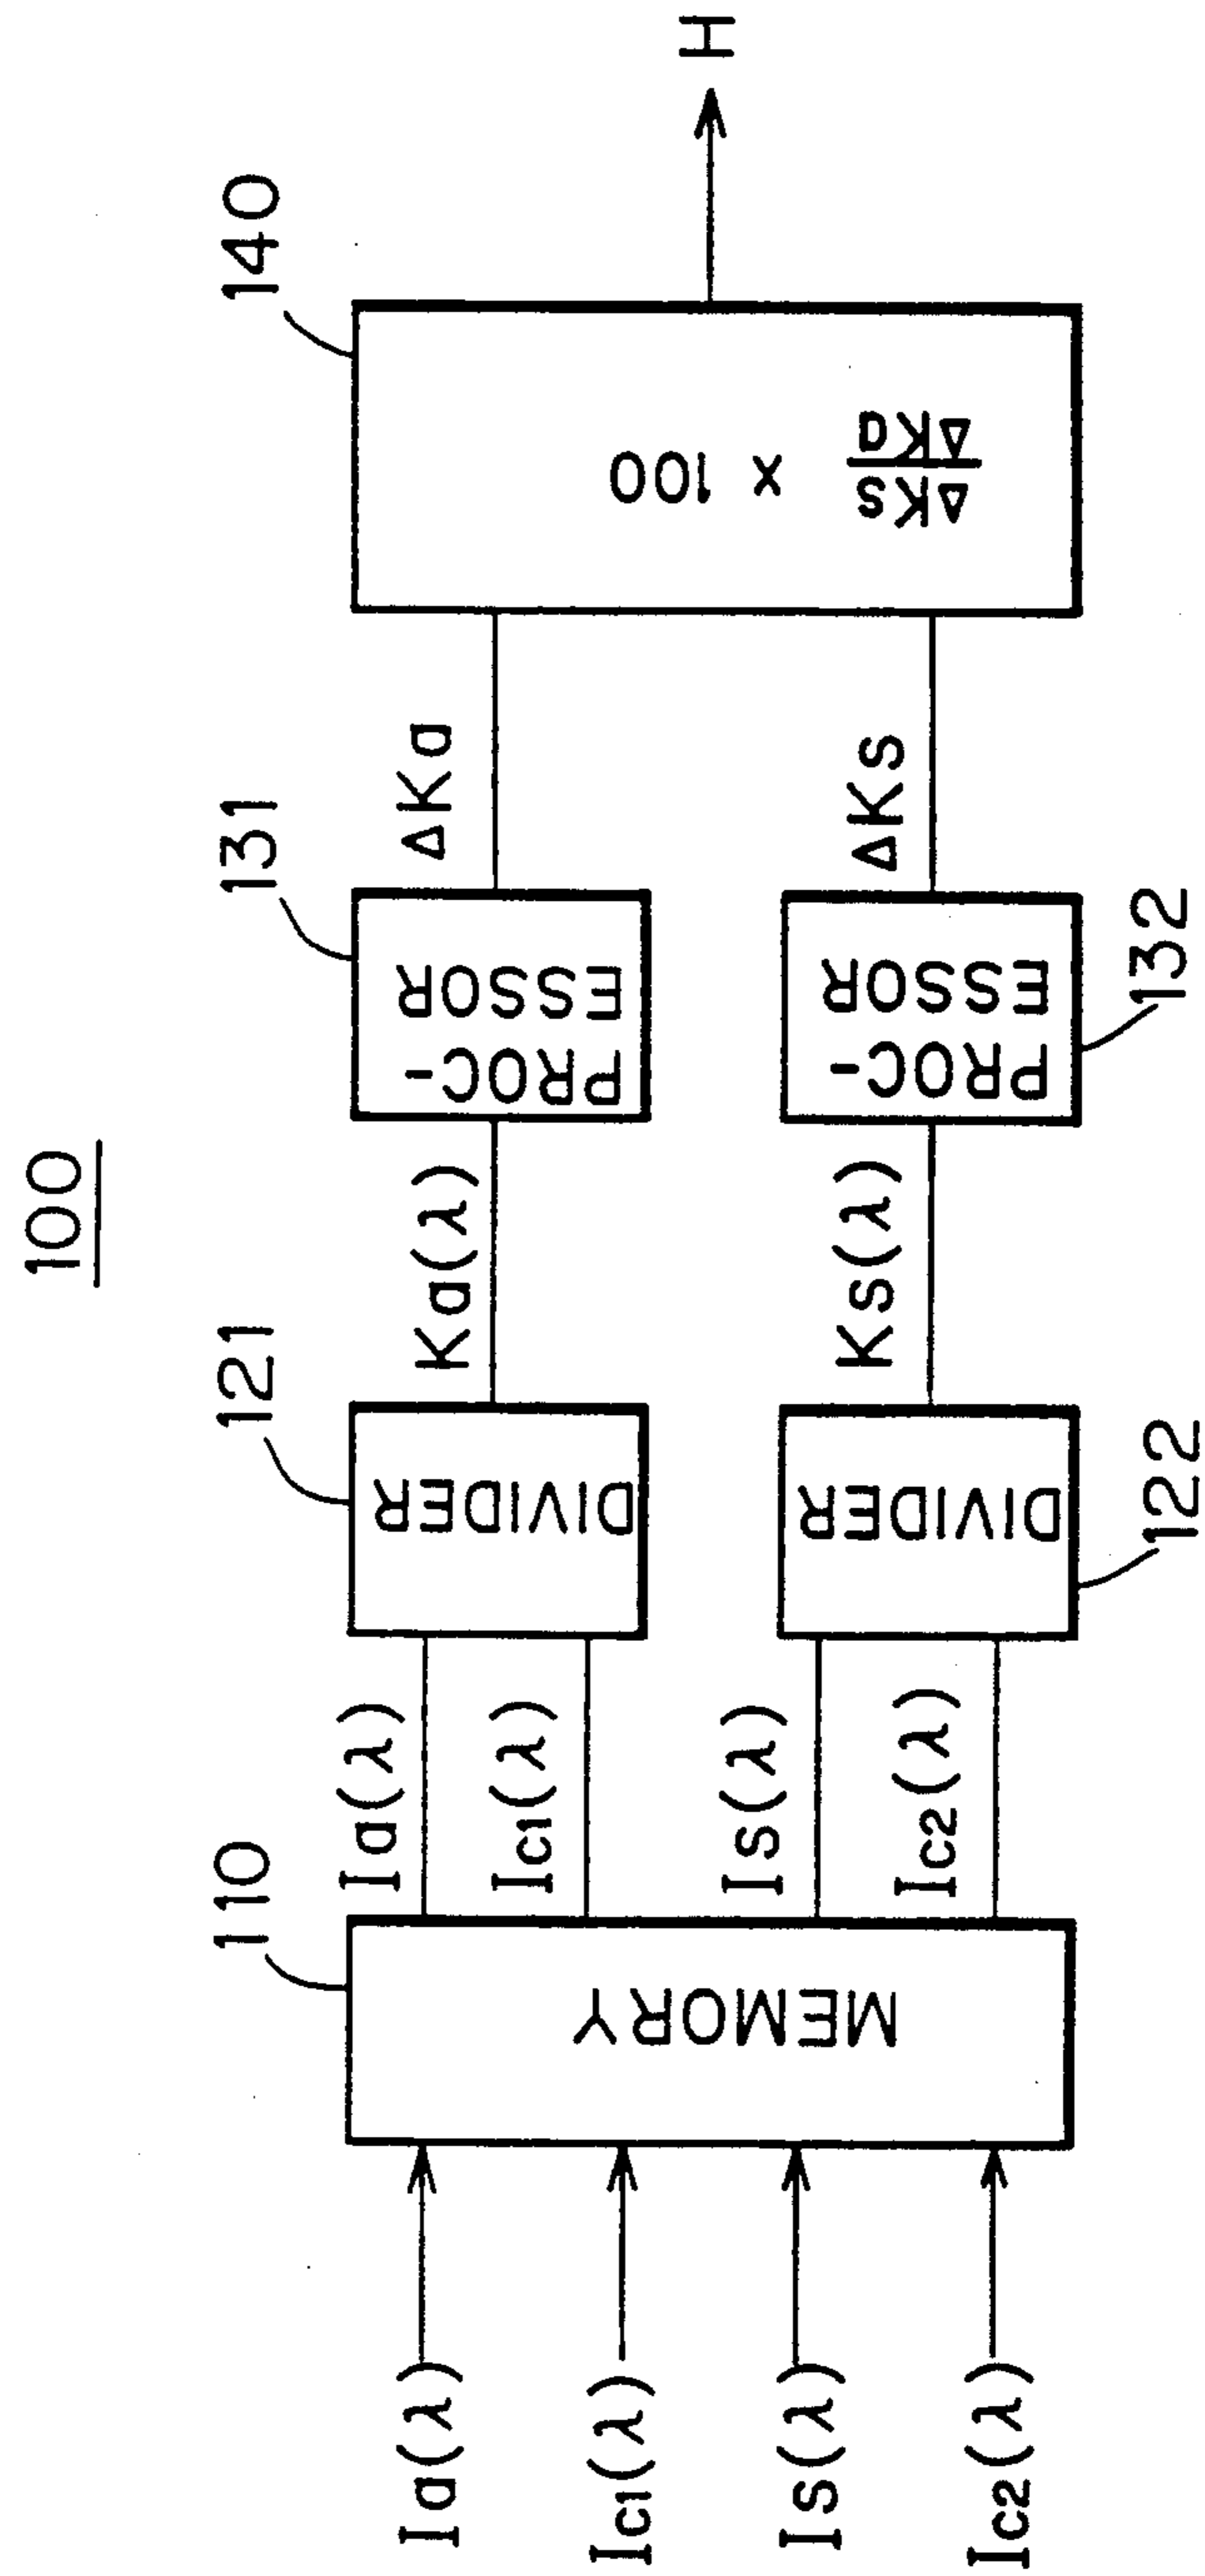 100
Ia(λ)
Ic1(λ)
Is(λ)
Ic2(λ)
110
MEMORY
Ia(λ)
Ic1(λ)
Is(λ)
Ic2(λ)
121
DIVIDER
122
DIVIDER
Ka(λ)
Ks(λ)
131
PROC-
ESSOR
132
PROC-
ESSOR
ΔKa
ΔKs
140
ΔKs
ΔKa
x 100
H